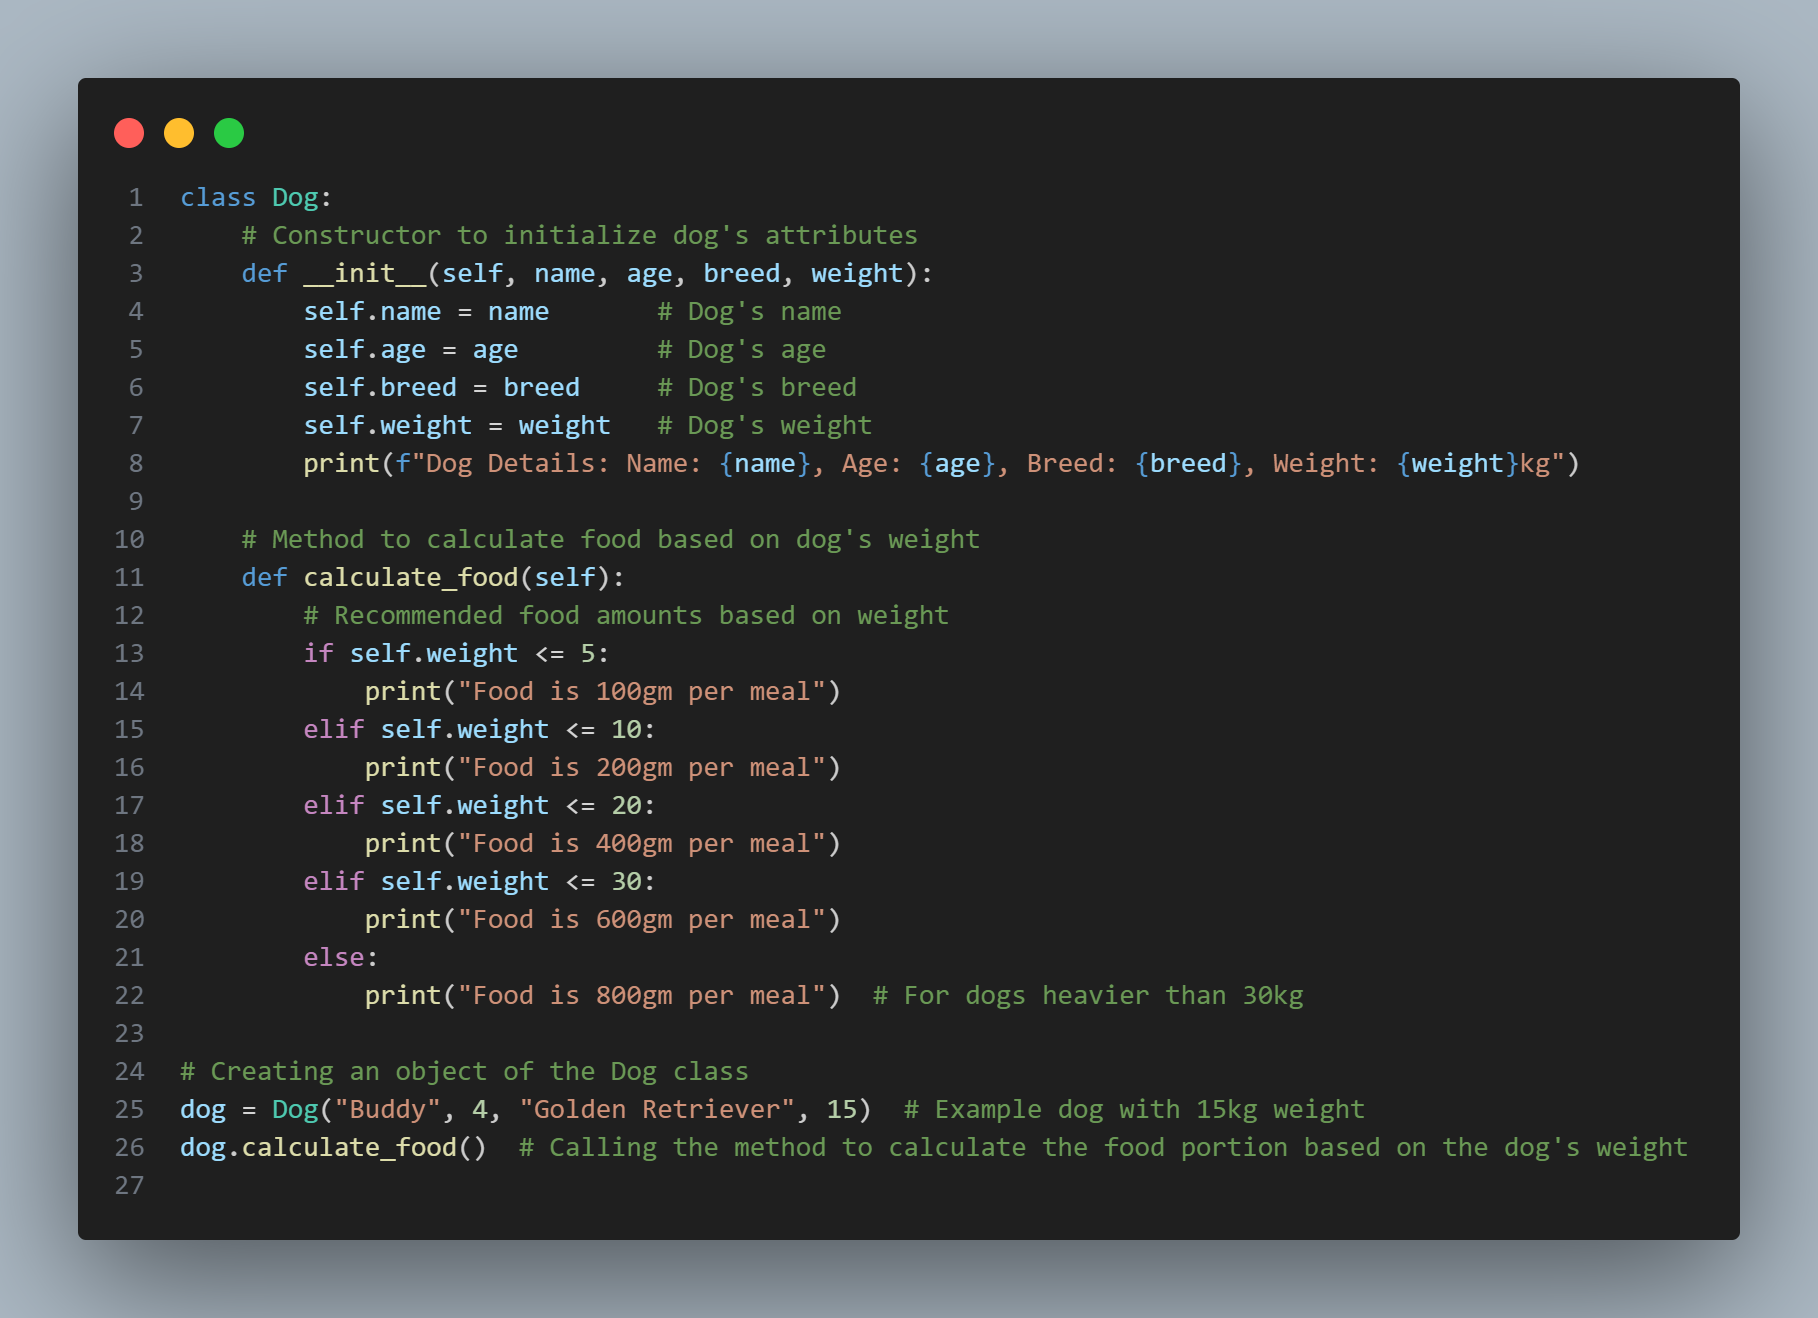 1 class Dog:
2     # Constructor to initialize dog's attributes
3     def __init__(self, name, age, breed, weight):
4         self.name = name       # Dog's name
5         self.age = age         # Dog's age
6         self.breed = breed     # Dog's breed
7         self.weight = weight   # Dog's weight
8         print(f"Dog Details: Name: {name}, Age: {age}, Breed: {breed}, Weight: {weight}kg")
9
10     # Method to calculate food based on dog's weight
11     def calculate_food(self):
12         # Recommended food amounts based on weight
13         if self.weight <= 5:
14             print("Food is 100gm per meal")
15         elif self.weight <= 10:
16             print("Food is 200gm per meal")
17         elif self.weight <= 20:
18             print("Food is 400gm per meal")
19         elif self.weight <= 30:
20             print("Food is 600gm per meal")
21         else:
22             print("Food is 800gm per meal")  # For dogs heavier than 30kg
23
24 # Creating an object of the Dog class
25 dog = Dog("Buddy", 4, "Golden Retriever", 15)  # Example dog with 15kg weight
26 dog.calculate_food()  # Calling the method to calculate the food portion based on the dog's weight
27